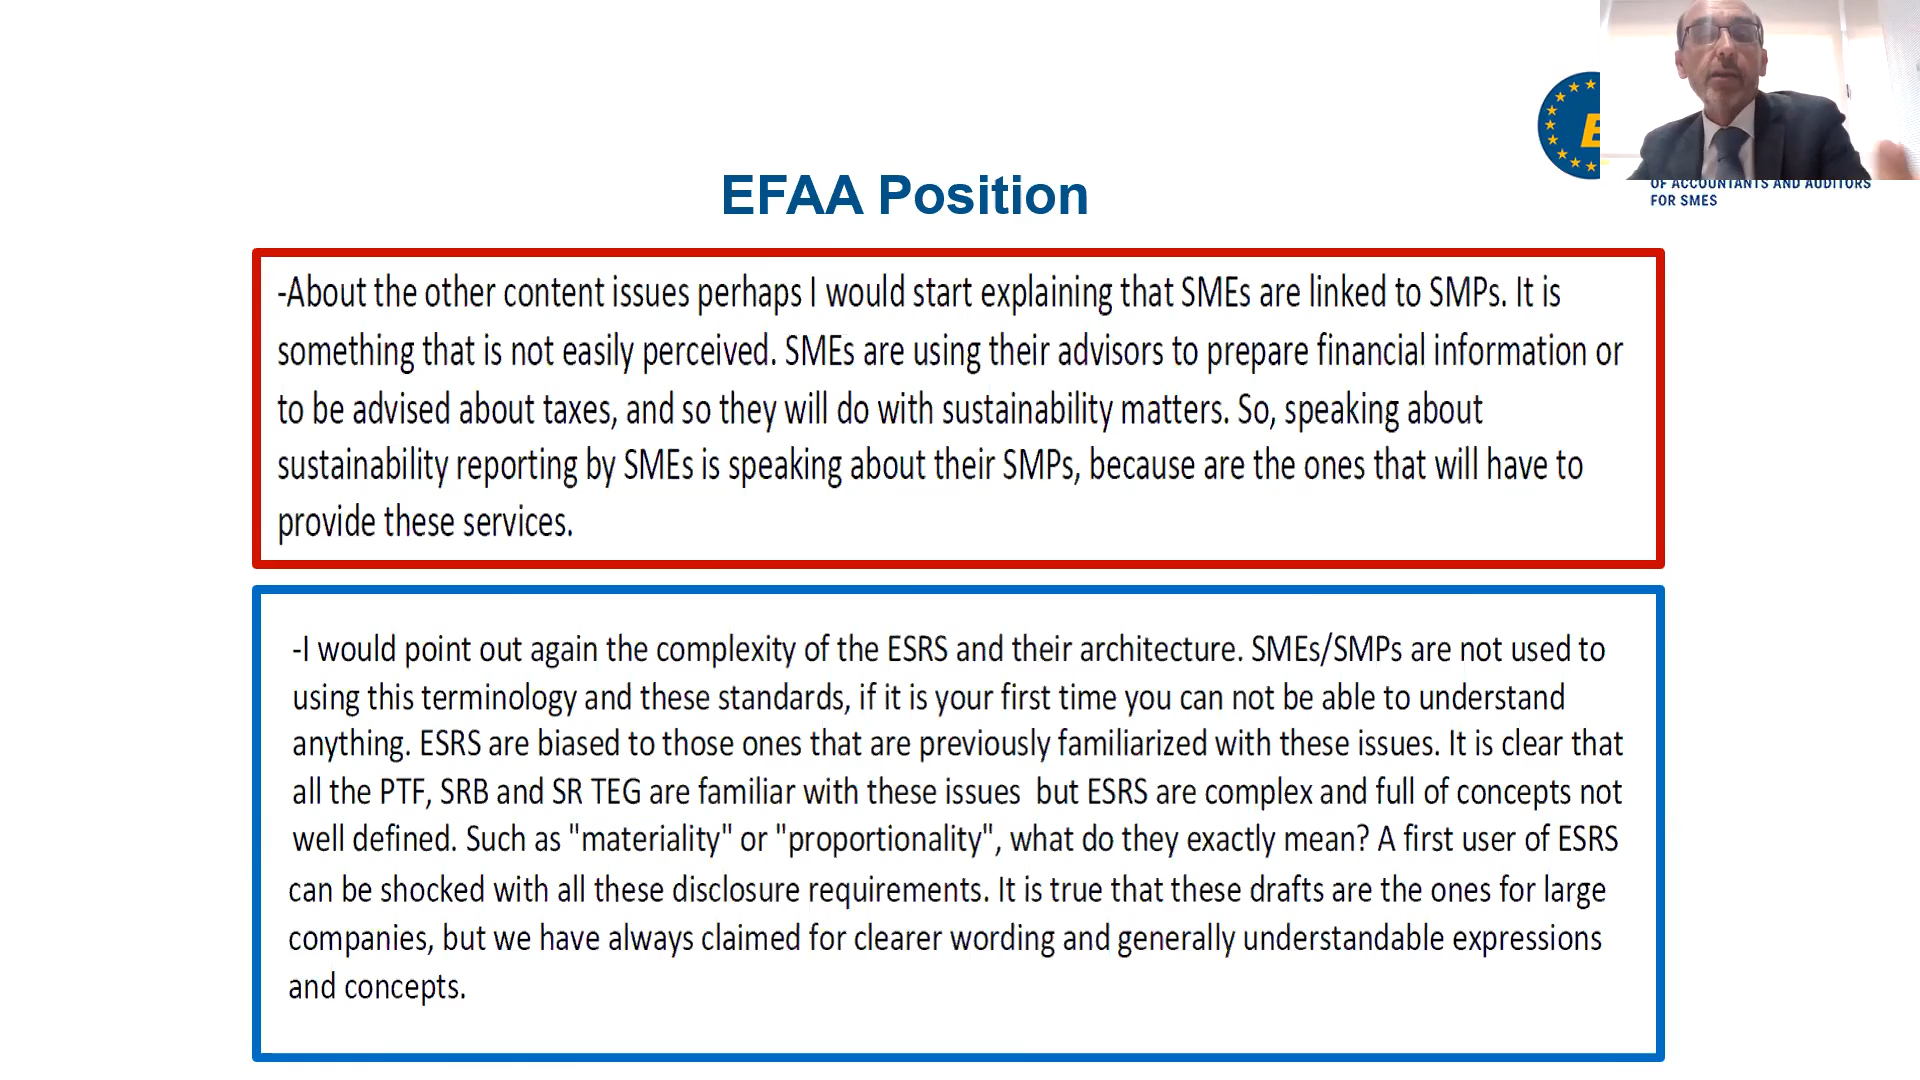 E
OF ACCOUNTANTS AND AUDITORS
FOR SMES
EFAA Position
-About the other content issues perhaps I would start explaining that SMEs are linked to SMPs. It is
something that is not easily perceived. SMEs are using their advisors to prepare financial information or
to be advised about taxes, and so they will do with sustainability matters. So, speaking about
sustainability reporting by SMEs is speaking about their SMPs, because are the ones that will have to
provide these services.
-I would point out again the complexity of the ESRS and their architecture. SMEs/SMPs are not used to
using this terminology and these standards, if it is your first time you can not be able to understand
anything. ESRS are biased to those ones that are previously familiarized with these issues. It is clear that
all the PTF, SRB and SR TEG are familiar with these issues  but ESRS are complex and full of concepts not
well defined. Such as "materiality" or "proportionality", what do they exactly mean? A first user of ESRS
can be shocked with all these disclosure requirements. It is true that these drafts are the ones for large
companies, but we have always claimed for clearer wording and generally understandable expressions
and concepts.